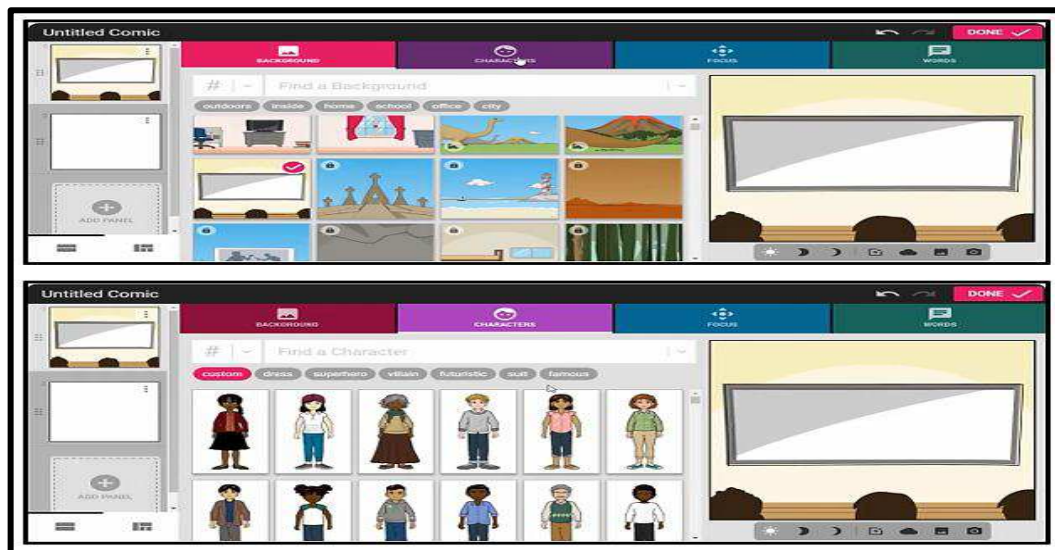 Untitled Comic
DONE
BACKGROUND
CHARACTERS
FOCUS
WORDS
# Find a Background
outdoors inside home school office city
ADD PANEL
Untitled Comic
DONE
BACKGROUND
CHARACTERS
FOCUS
WORDS
# Find a Character
custom dress superhero villain futuristic suit famous
ADD PANEL